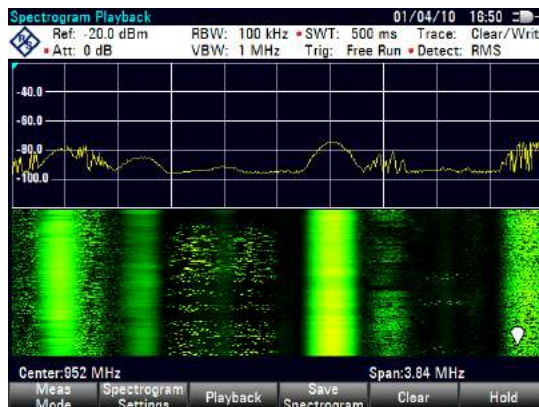 Spectrogram Playback 01/04/10 16:50
Ref: -20.0 dBm RBW: 100 kHz SWT: 500 ms Trace: Clear/Writ
Att: 0 dB VBW: 1 MHz Trig: Free Run Detect: RMS
-40.0
-60.0
-80.0
-100.0
Center:952 MHz Span:3.84 MHz
Meas Mode
Spectrogram Settings
Playback
Save Spectrogram
Clear
Hold